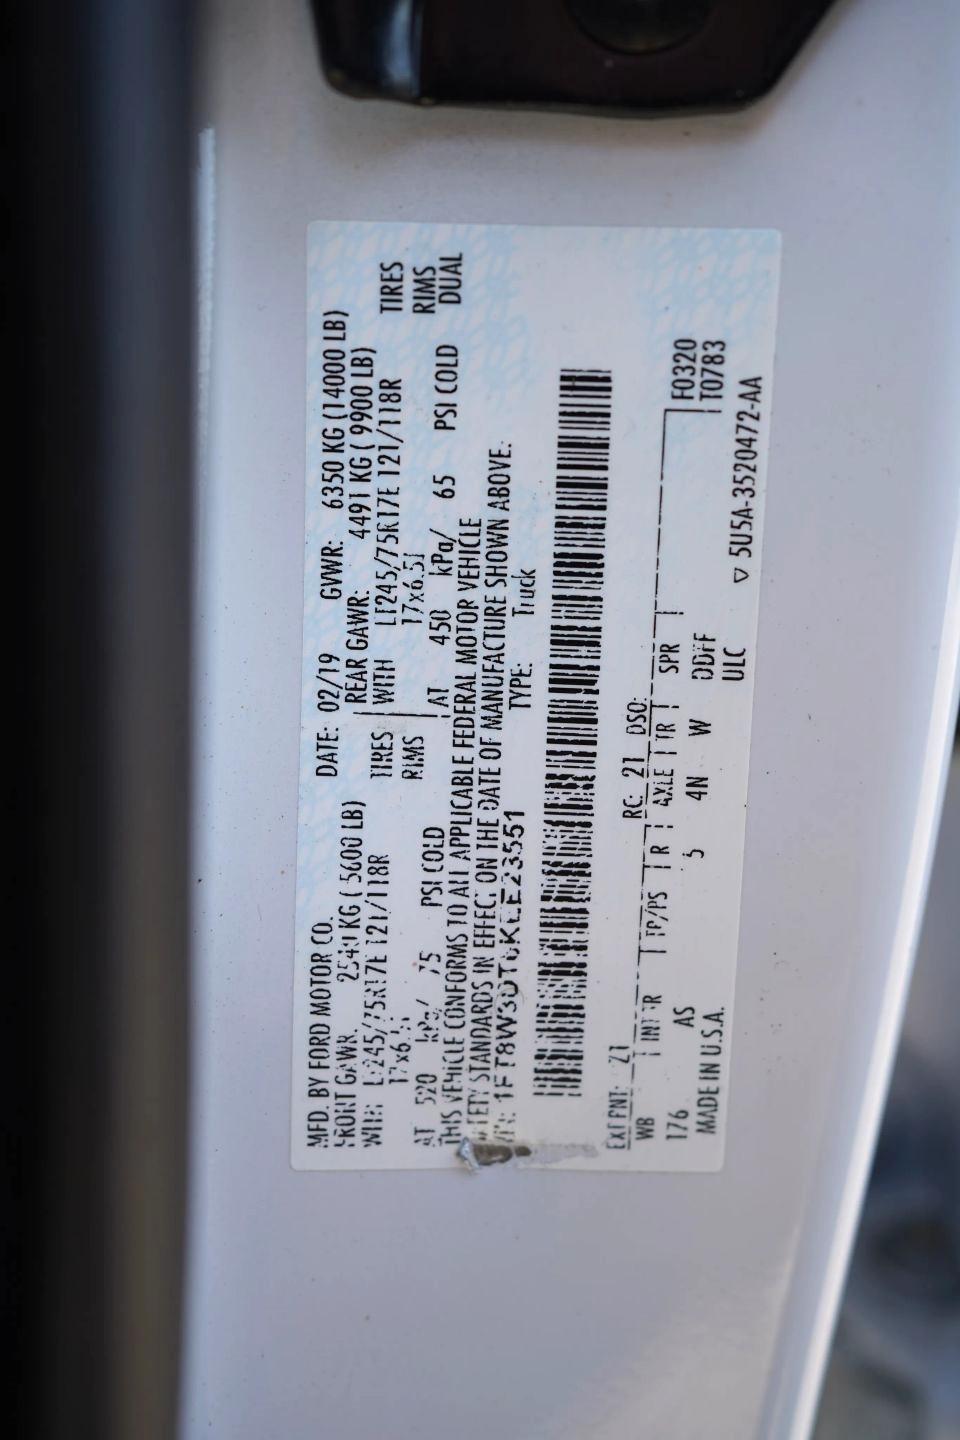 MFD. BY FORD MOTOR CO. DATE: 02/19 GVWR: 6350 KG (14000 LB)
FRONT GAWR: 2540 KG ( 5600 LB) REAR GAWR: 4491 KG ( 9900 LB)
WITH LT245/75R17E 121/118R TIRES WITH LT245/75R17E 121/118R TIRES
17x6.5J RIMS 17x6.5J RIMS
AT 520 kPa/ 75 PSI COLD AT 450 kPa/ 65 PSI COLD DUAL
THIS VEHICLE CONFORMS TO ALL APPLICABLE FEDERAL MOTOR VEHICLE
SAFETY STANDARDS IN EFFECT ON THE DATE OF MANUFACTURE SHOWN ABOVE.
VIN: TYPE: Truck
EXT PNT: Z1 RC: 21 DSO:
WB INT TR TP/PS R AXLE TR SPR F0320
176 AS 5 4N W DDFF T0783
MADE IN U.S.A. ULC
▽ 5U5A-3520472-AA